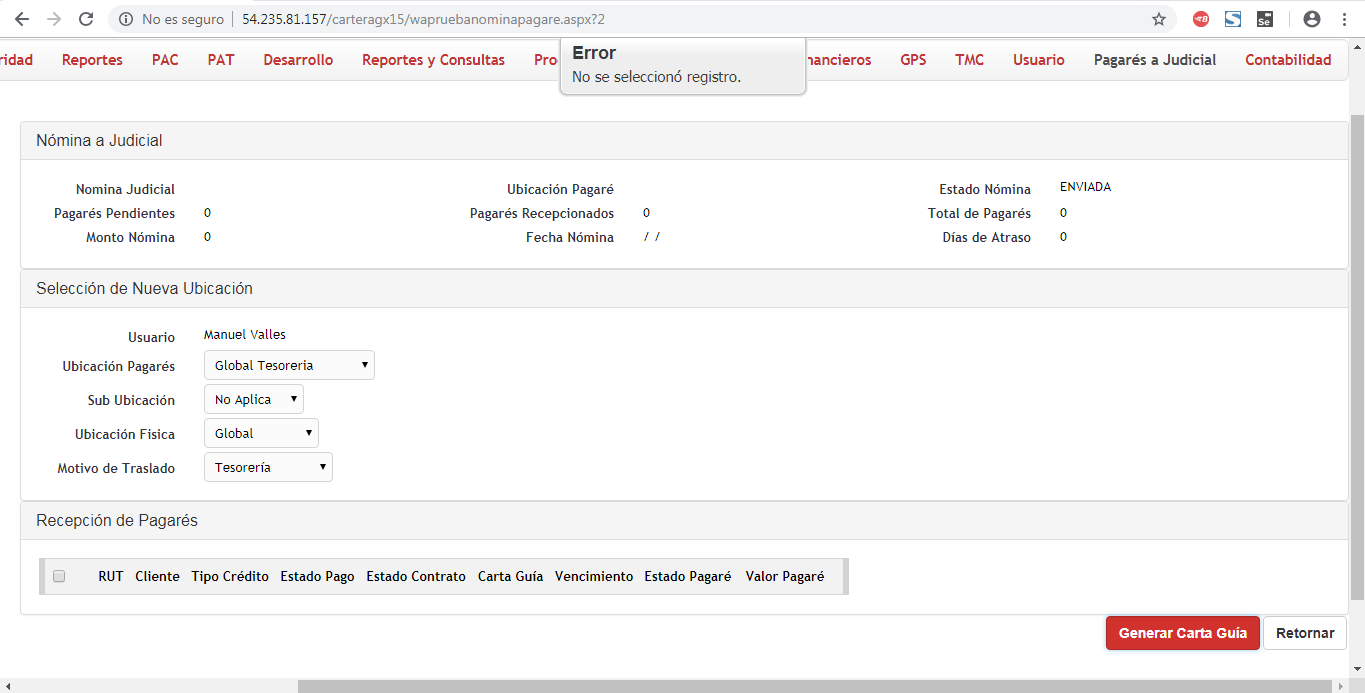 No es seguro | 54.235.81.157/carteragx15/wapruebanominapagare.aspx?2
ridad Reportes PAC PAT Desarrollo Reportes y Consultas Pro nancieros GPS TMC Usuario Pagarés a Judicial Contabilidad
Error
No se seleccionó registro.
Nómina a Judicial
Nomina Judicial Ubicación Pagaré Estado Nómina ENVIADA
Pagarés Pendientes 0 Pagarés Recepcionados 0 Total de Pagarés 0
Monto Nómina 0 Fecha Nómina / / Días de Atraso 0
Selección de Nueva Ubicación
Usuario Manuel Valles
Ubicación Pagarés Global Tesoreria
Sub Ubicación No Aplica
Ubicación Fisica Global
Motivo de Traslado Tesorería
Recepción de Pagarés
RUT Cliente Tipo Crédito Estado Pago Estado Contrato Carta Guía Vencimiento Estado Pagaré Valor Pagaré
Generar Carta Guía Retornar